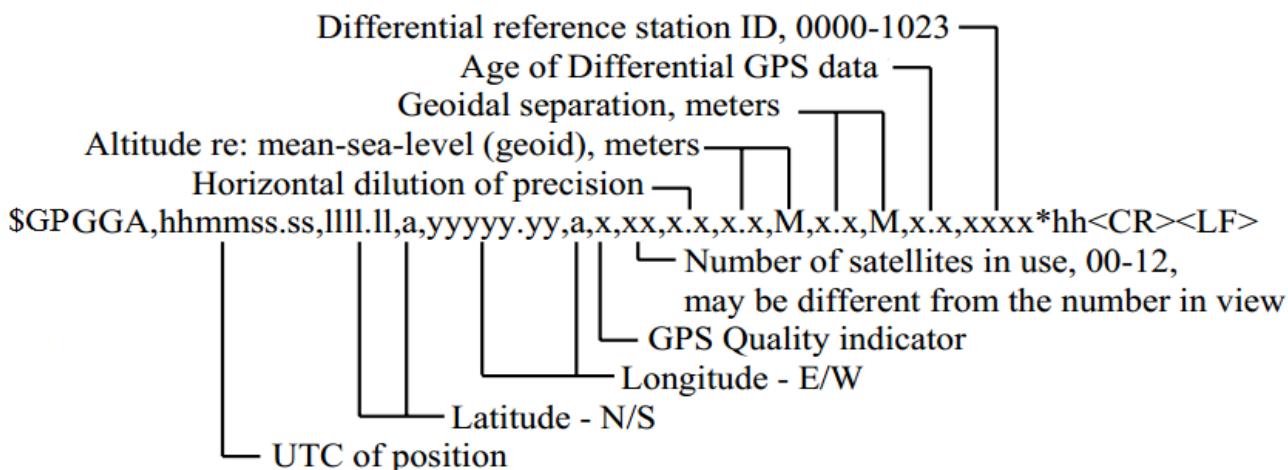 Differential reference station ID, 0000-1023
Age of Differential GPS data
Geoidal separation, meters
Altitude re: mean-sea-level (geoid), meters
Horizontal dilution of precision
$GPGGA,hhmmss.ss,llll.ll,a,yyyyy.yy,a,x,xx,x.x,x.x,M,x.x,M,x.x,xxxx*hh<CR><LF>
Number of satellites in use, 00-12,
may be different from the number in view
GPS Quality indicator
Longitude - E/W
Latitude - N/S
UTC of position